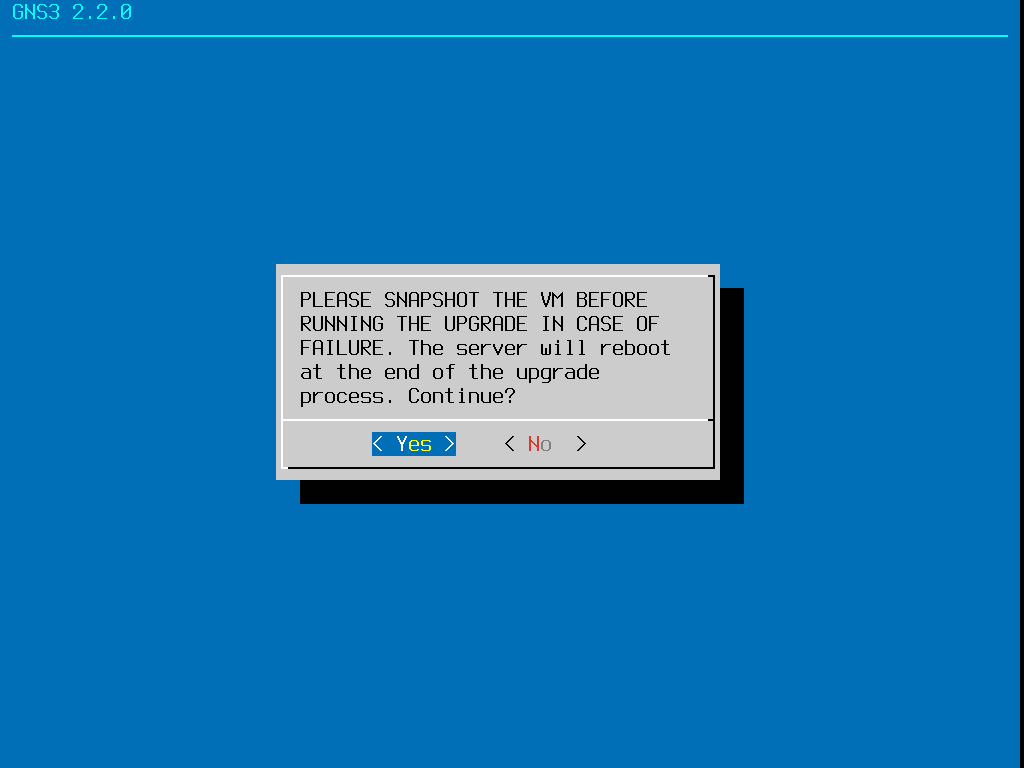 GNS3 2.2.0
PLEASE SNAPSHOT THE VM BEFORE
RUNNING THE UPGRADE IN CASE OF
FAILURE. The server will reboot
at the end of the upgrade
process. Continue?
< Yes > < No >